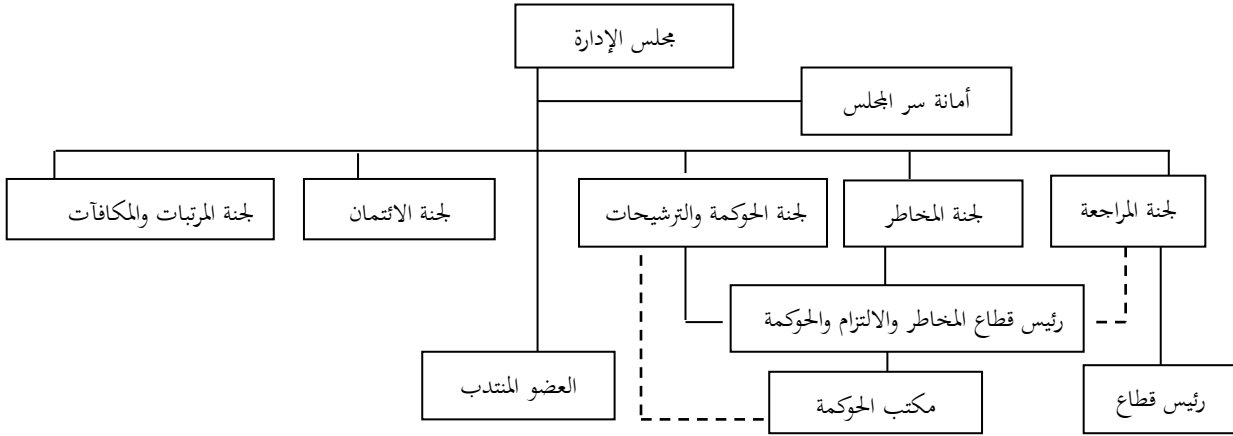 مجلس الإدارة
أمانة سر المجلس
لجنة المراجعة
لجنة المخاطر
لجنة الحوكمة والترشيحات
لجنة الائتمان
لجنة المرتبات والمكافآت
رئيس قطاع المخاطر والالتزام والحوكمة
العضو المنتدب
مكتب الحوكمة
رئيس قطاع